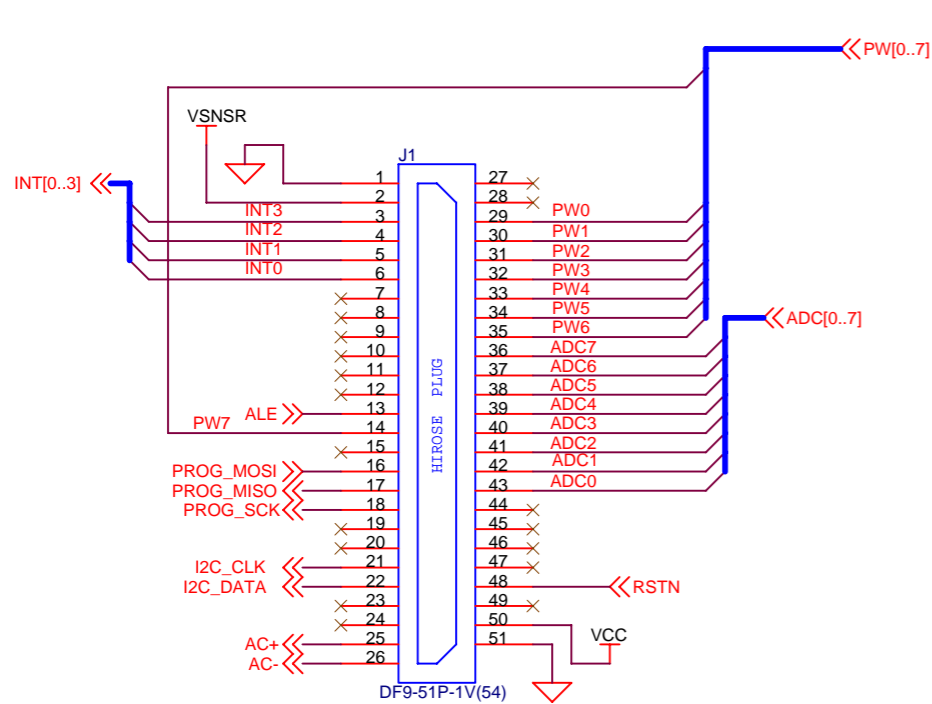 PW[0..7]
VSNSR
J1
INT[0..3]
1 27
2 28
INT3 3 29 PW0
INT2 4 30 PW1
INT1 5 31 PW2
INT0 6 32 PW3
7 33 PW4
8 34 PW5
9 35 PW6
ADC[0..7]
10 36 ADC7
11 37 ADC6
12 38 ADC5
ALE 13 39 ADC4
PW7 14 40 ADC3
15 41 ADC2
PROG_MOSI 16 42 ADC1
PROG_MISO 17 43 ADC0
PROG_SCK 18 44
19 45
20 46
I2C_CLK 21 47
I2C_DATA 22 48 RSTN
23 49
24 50
AC+ 25 51
VCC
AC- 26
HIROSE PLUG
DF9-51P-1V(54)